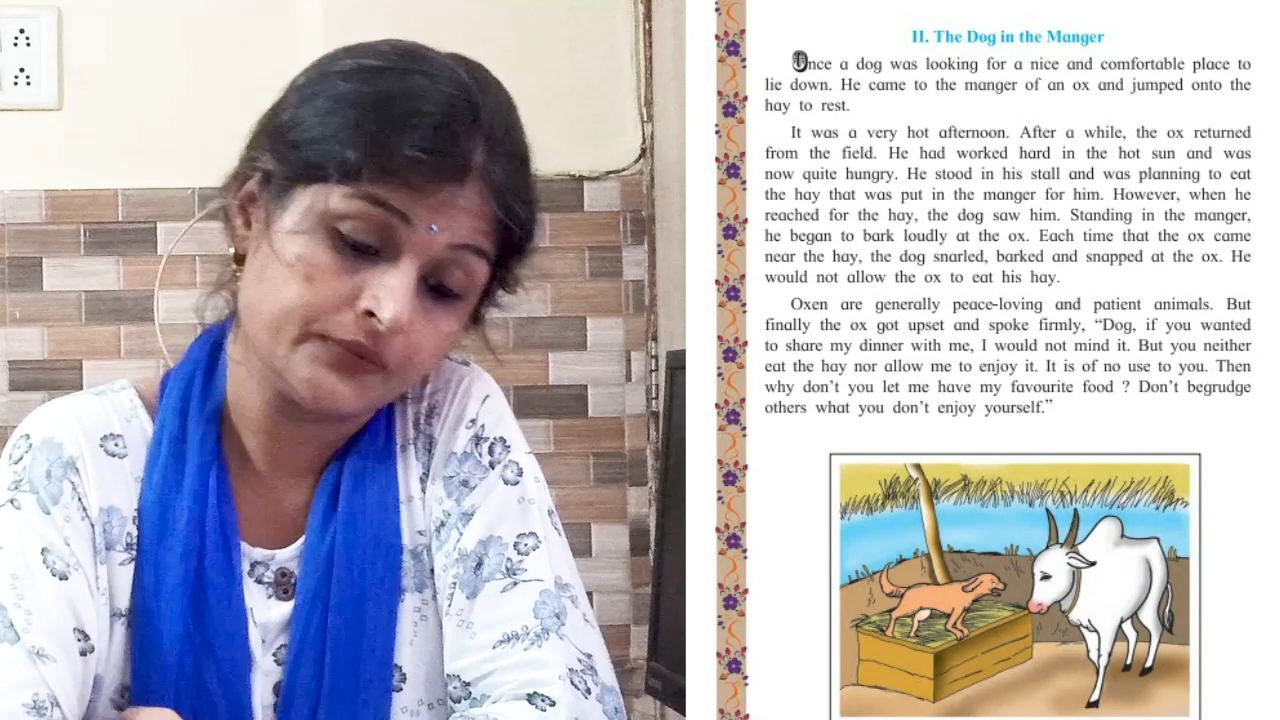 II. The Dog in the Manger
Once a dog was looking for a nice and comfortable place to
lie down. He came to the manger of an ox and jumped onto the
hay to rest.
It was a very hot afternoon. After a while, the ox returned
from the field. He had worked hard in the hot sun and was
now quite hungry. He stood in his stall and was planning to eat
the hay that was put in the manger for him. However, when he
reached for the hay, the dog saw him. Standing in the manger,
he began to bark loudly at the ox. Each time that the ox came
near the hay, the dog snarled, barked and snapped at the ox. He
would not allow the ox to eat his hay.
Oxen are generally peace-loving and patient animals. But
finally the ox got upset and spoke firmly, “Dog, if you wanted
to share my dinner with me, I would not mind it. But you neither
eat the hay nor allow me to enjoy it. It is of no use to you. Then
why don’t you let me have my favourite food ? Don’t begrudge
others what you don’t enjoy yourself.”